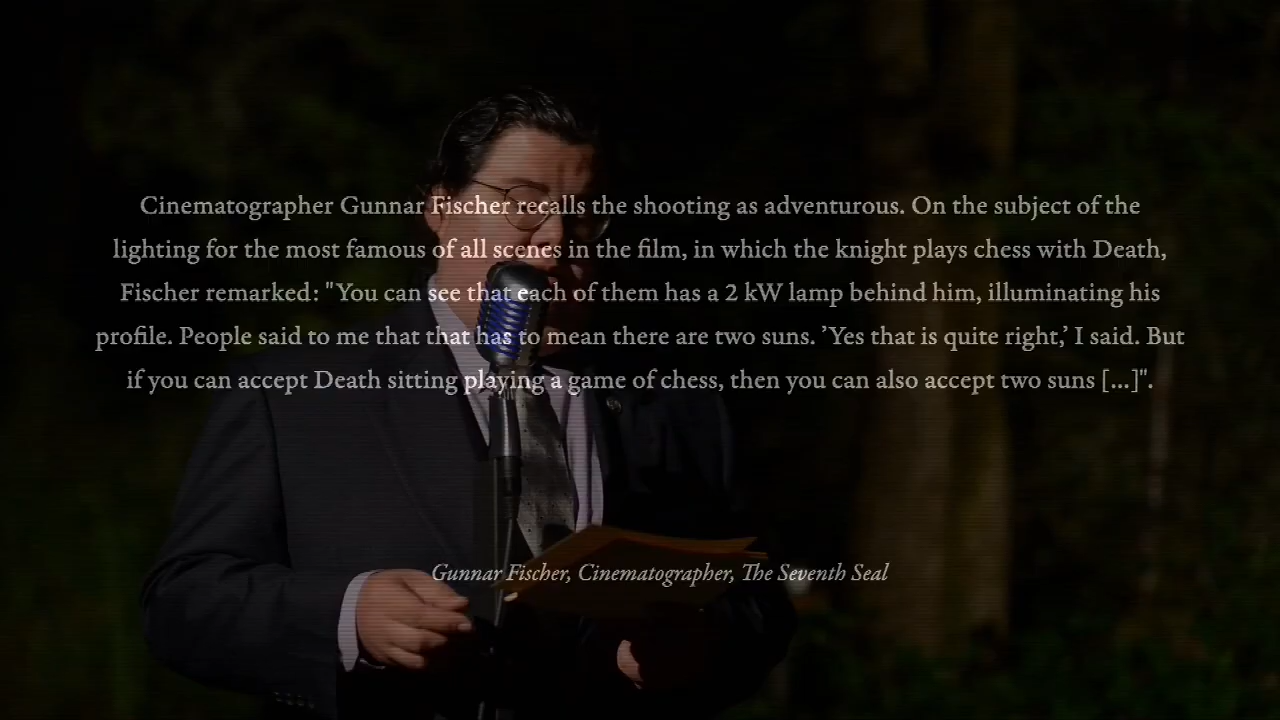 Cinematographer Gunnar Fischer recalls the shooting as adventurous. On the subject of the
lighting for the most famous of all scenes in the film, in which the knight plays chess with Death,
Fischer remarked: "You can see that each of them has a 2 kW lamp behind him, illuminating his
profile. People said to me that that has to mean there are two suns. 'Yes that is quite right,' I said. But
if you can accept Death sitting playing a game of chess, then you can also accept two suns [...]".
Gunnar Fischer, Cinematographer, The Seventh Seal